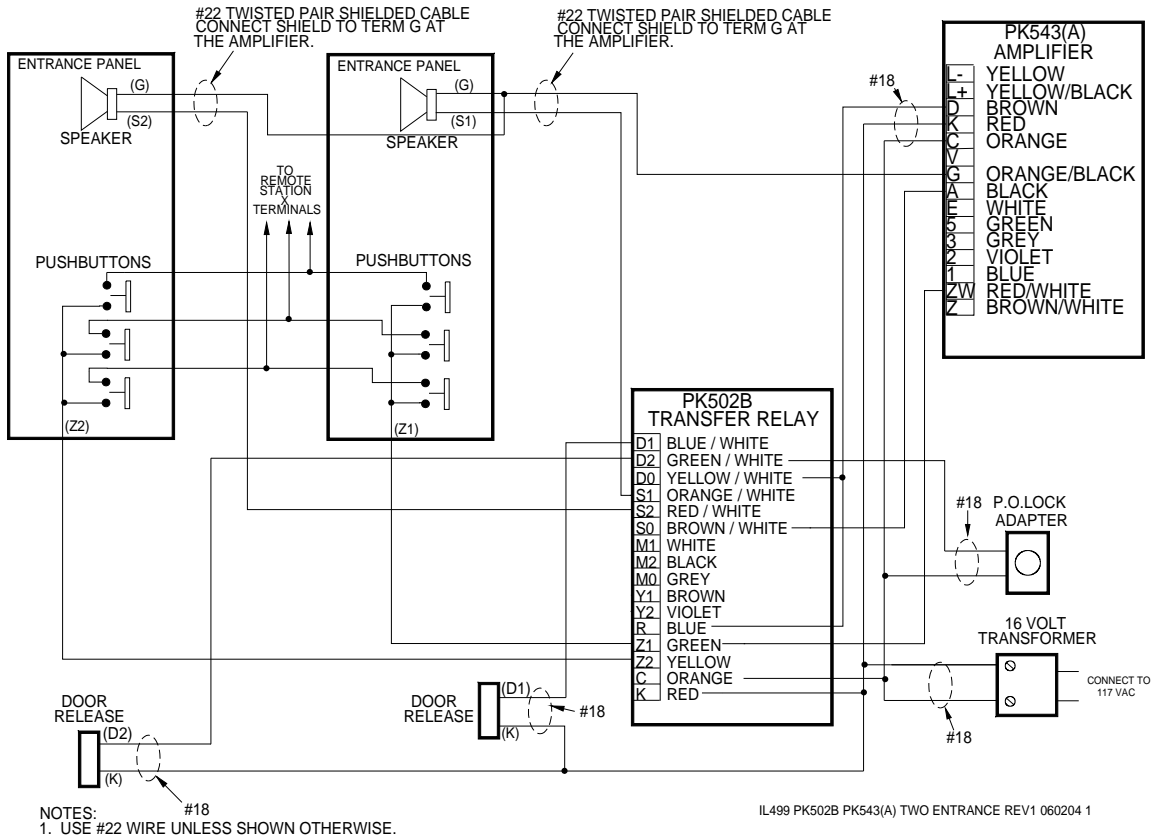 #22 TWISTED PAIR SHIELDED CABLE
CONNECT SHIELD TO TERM G AT
THE AMPLIFIER.
#22 TWISTED PAIR SHIELDED CABLE
CONNECT SHIELD TO TERM G AT
THE AMPLIFIER.
ENTRANCE PANEL
(G)
(S2)
SPEAKER
PUSHBUTTONS
(Z2)
TO
REMOTE
STATION
X
TERMINALS
ENTRANCE PANEL
(G)
(S1)
SPEAKER
PUSHBUTTONS
(Z1)
PK543(A)
AMPLIFIER
#18
L- YELLOW
L+ YELLOW/BLACK
D BROWN
K RED
C ORANGE
V
G ORANGE/BLACK
A BLACK
E WHITE
5 GREEN
3 GREY
2 VIOLET
1 BLUE
ZW RED/WHITE
Z BROWN/WHITE
PK502B
TRANSFER RELAY
D1 BLUE / WHITE
D2 GREEN / WHITE
D0 YELLOW / WHITE
S1 ORANGE / WHITE
S2 RED / WHITE
S0 BROWN / WHITE
M1 WHITE
M2 BLACK
M0 GREY
Y1 BROWN
Y2 VIOLET
R BLUE
Z1 GREEN
Z2 YELLOW
C ORANGE
K RED
#18
P.O.LOCK
ADAPTER
16 VOLT
TRANSFORMER
CONNECT TO
117 VAC
#18
DOOR
RELEASE
(D1)
(K)
#18
DOOR
RELEASE
(D2)
(K)
#18
NOTES:
1. USE #22 WIRE UNLESS SHOWN OTHERWISE.
IL499 PK502B PK543(A) TWO ENTRANCE REV1 060204 1